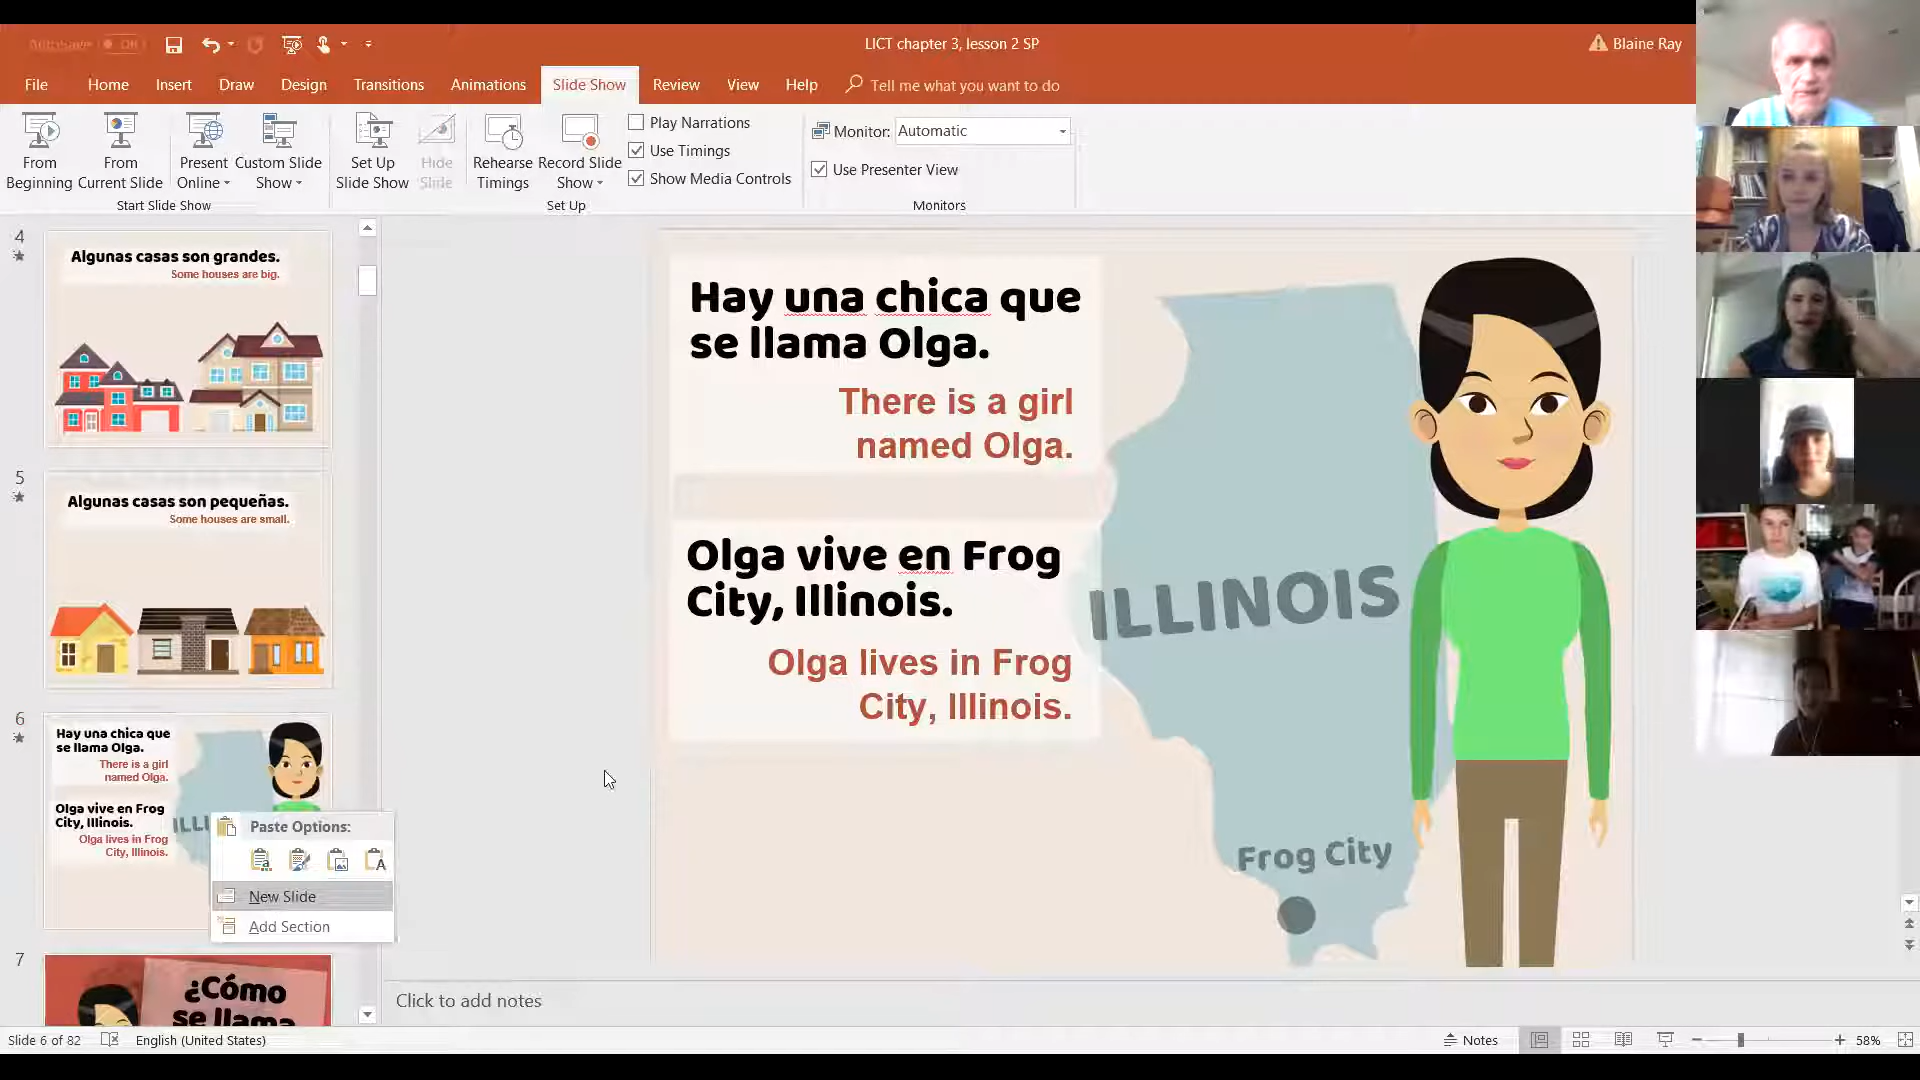 AutoSave On
LICT chapter 3, lesson 2 SP
Blaine Ray
File Home Insert Draw Design Transitions Animations Slide Show Review View Help Tell me what you want to do
From Beginning
From Current Slide
Present Online
Custom Slide Show
Start Slide Show
Set Up Slide Show
Hide Slide
Rehearse Timings
Record Slide Show
Play Narrations
Use Timings
Show Media Controls
Set Up
Monitor: Automatic
Use Presenter View
Monitors
4
Algunas casas son grandes.
Some houses are big.
5
Algunas casas son pequeñas.
Some houses are small.
6
Hay una chica que
se llama Olga.
There is a girl
named Olga.
Olga vive en Frog
City, Illinois.
Olga lives in Frog
City, Illinois.
ILLI
Paste Options:
New Slide
Add Section
7
¿Cómo
se llama
Hay una chica que
se llama Olga.
There is a girl
named Olga.
Olga vive en Frog
City, Illinois.
Olga lives in Frog
City, Illinois.
ILLINOIS
Frog City
Click to add notes
Slide 6 of 82 English (United States) Notes 58%